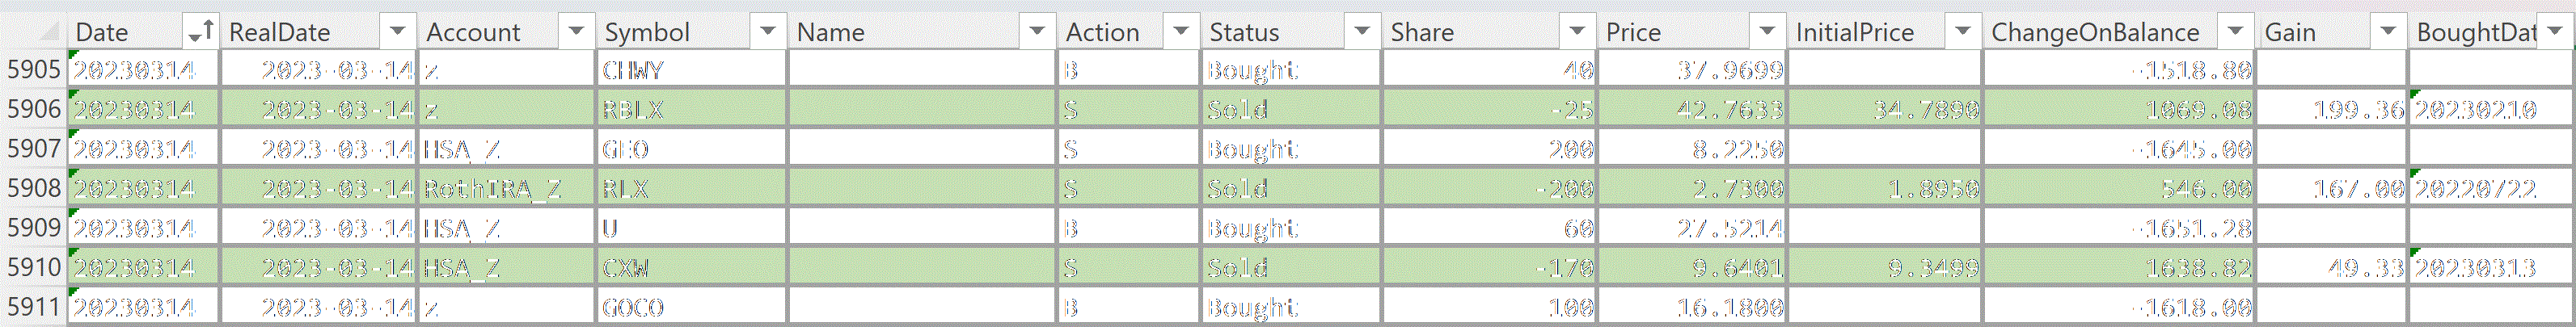 Date RealDate Account Symbol Name Action Status Share Price InitialPrice ChangeOnBalance Gain BoughtDat
5905 20230314 2023-03-14 z CHWY B Bought 40 37.9699 -1518.80
5906 20230314 2023-03-14 z RBLX S Sold -25 42.7633 34.7890 1069.08 199.36 20230210
5907 20230314 2023-03-14 HSA_Z GEO S Bought 200 8.2250 -1645.00
5908 20230314 2023-03-14 RothIRA_Z RLX S Sold -200 2.7300 1.8950 546.00 167.00 20220722
5909 20230314 2023-03-14 HSA_Z U B Bought 60 27.5214 -1651.28
5910 20230314 2023-03-14 HSA_Z CXW S Sold -170 9.6401 9.3499 1638.82 49.33 20230313
5911 20230314 2023-03-14 z GOCO B Bought 100 16.1800 -1618.00